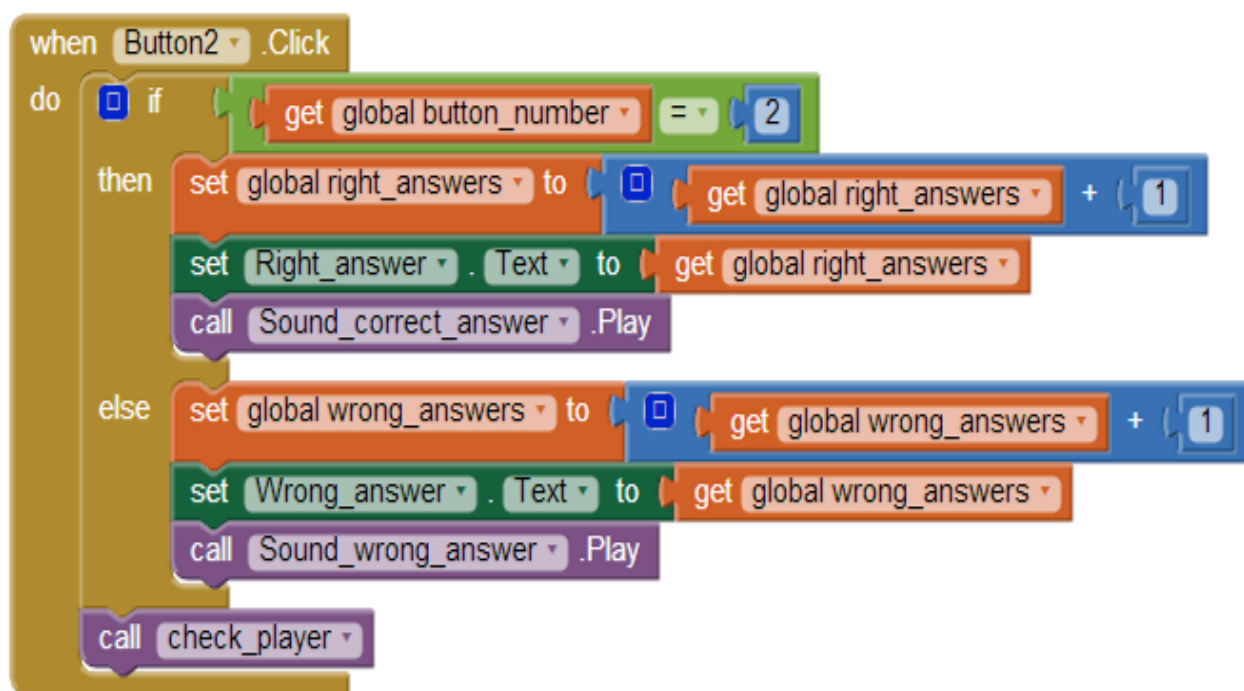 when Button2 .Click
do if get global button_number = 2
then set global right_answers to get global right_answers + 1
set Right_answer . Text to get global right_answers
call Sound_correct_answer .Play
else set global wrong_answers to get global wrong_answers + 1
set Wrong_answer . Text to get global wrong_answers
call Sound_wrong_answer .Play
call check_player